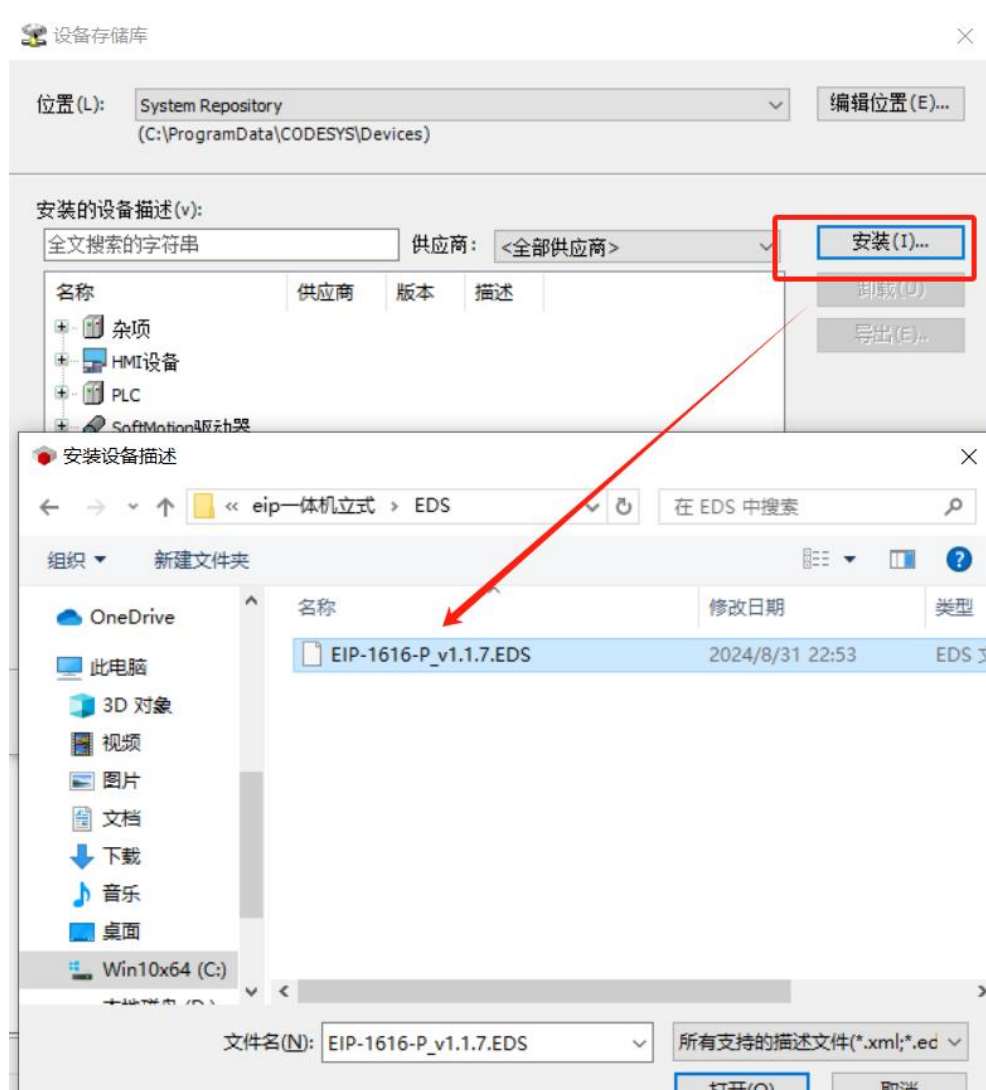 设备存储库
位置(L): System Repository 编辑位置(E)...
(C:\ProgramData\CODESYS\Devices)
安装的设备描述(v):
全文搜索的字符串 供应商: <全部供应商> 安装(I)...
名称 供应商 版本 描述 卸载(U)
杂项
HMI设备 导出(E)..
PLC
SoftMotion驱动器
安装设备描述
« eip一体机立式 › EDS 在 EDS 中搜索
组织 新建文件夹
名称 修改日期 类型
OneDrive
EIP-1616-P_v1.1.7.EDS 2024/8/31 22:53 EDS
此电脑
3D 对象
视频
图片
文档
下载
音乐
桌面
Win10x64 (C:)
文件名(N): EIP-1616-P_v1.1.7.EDS 所有支持的描述文件(*.xml;*.ed
打开(O) 取消